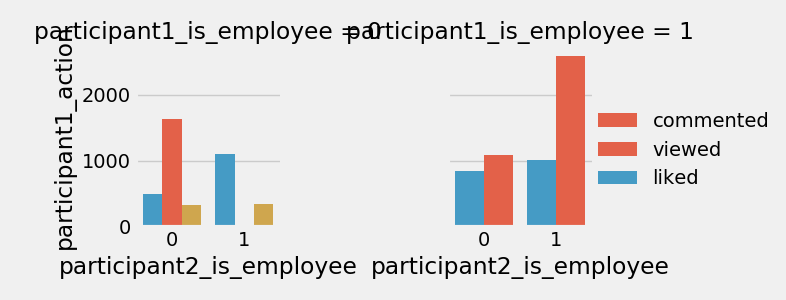 participant1_is_employee = 0
participant1_is_employee = 1
participant1_action
2000
1000
0
0 1
0 1
participant2_is_employee
participant2_is_employee
commented
viewed
liked